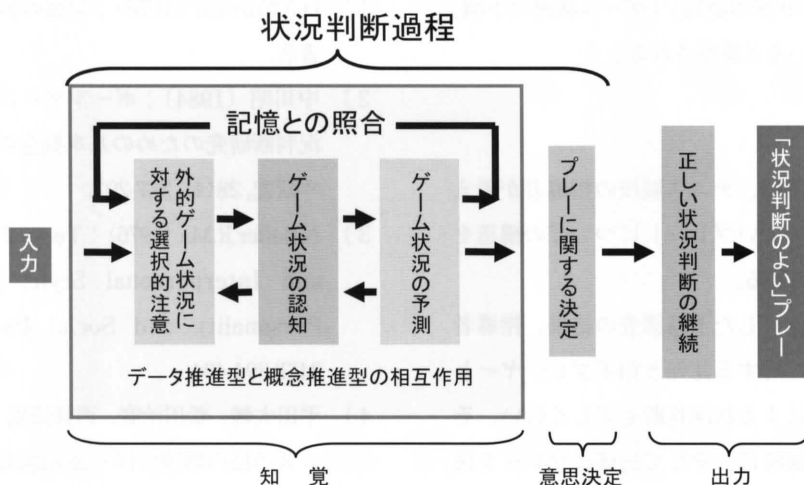 状況判断過程
記憶との照合
入力
外的ゲーム状況に
対する選択的注意
ゲーム状況の認知
ゲーム状況の予測
プレーに関する決定
正しい状況判断の継続
「状況判断のよい」プレー
データ推進型と概念推進型の相互作用
知 覚
意思決定
出力